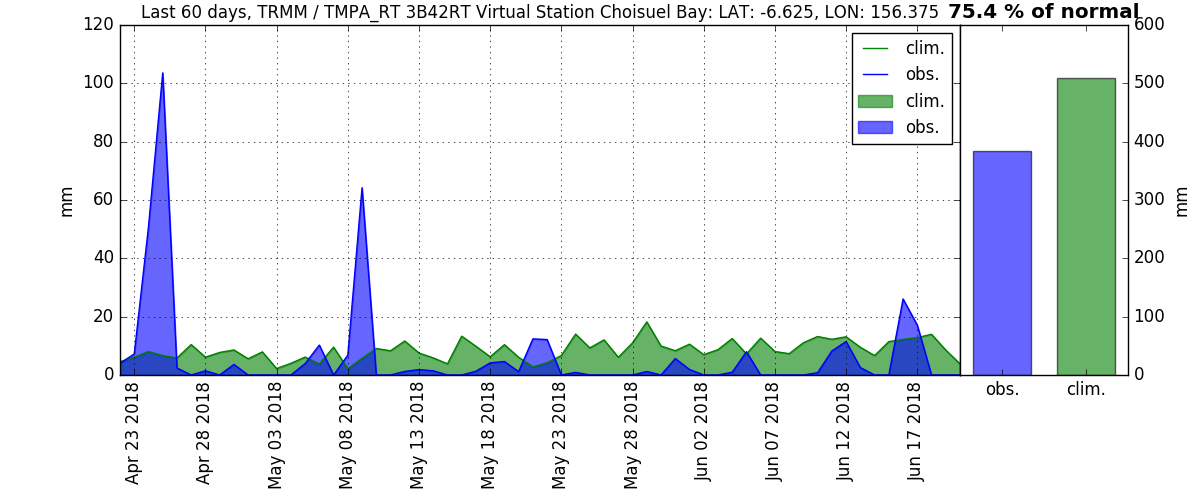 Last 60 days, TRMM / TMPA_RT 3B42RT Virtual Station Choisuel Bay: LAT: -6.625, LON: 156.375 75.4 % of normal
120
100
80
60
40
20
0
mm
clim.
obs.
clim.
obs.
Apr 23 2018
Apr 28 2018
May 03 2018
May 08 2018
May 13 2018
May 18 2018
May 23 2018
May 28 2018
Jun 02 2018
Jun 07 2018
Jun 12 2018
Jun 17 2018
600
500
400
300
200
100
0
mm
obs. clim.